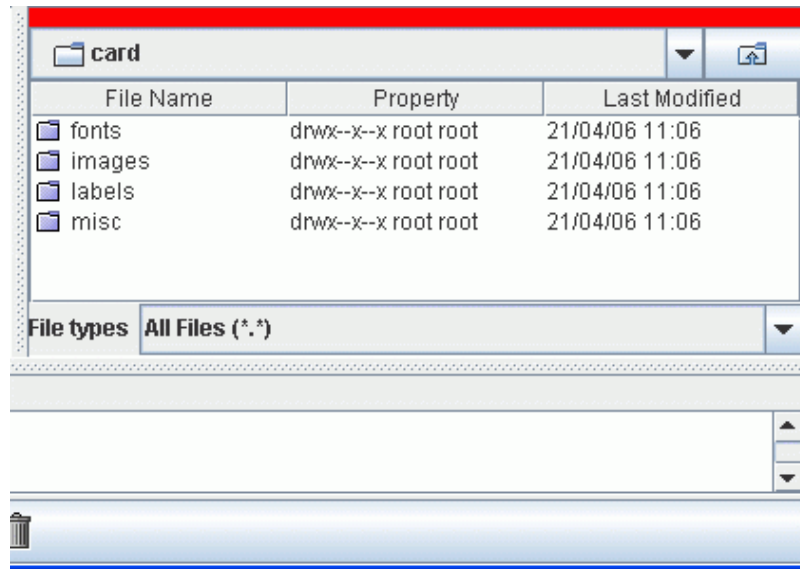 card
File Name Property Last Modified
fonts drwx--x--x root root 21/04/06 11:06
images drwx--x--x root root 21/04/06 11:06
labels drwx--x--x root root 21/04/06 11:06
misc drwx--x--x root root 21/04/06 11:06
File types All Files (*.*)